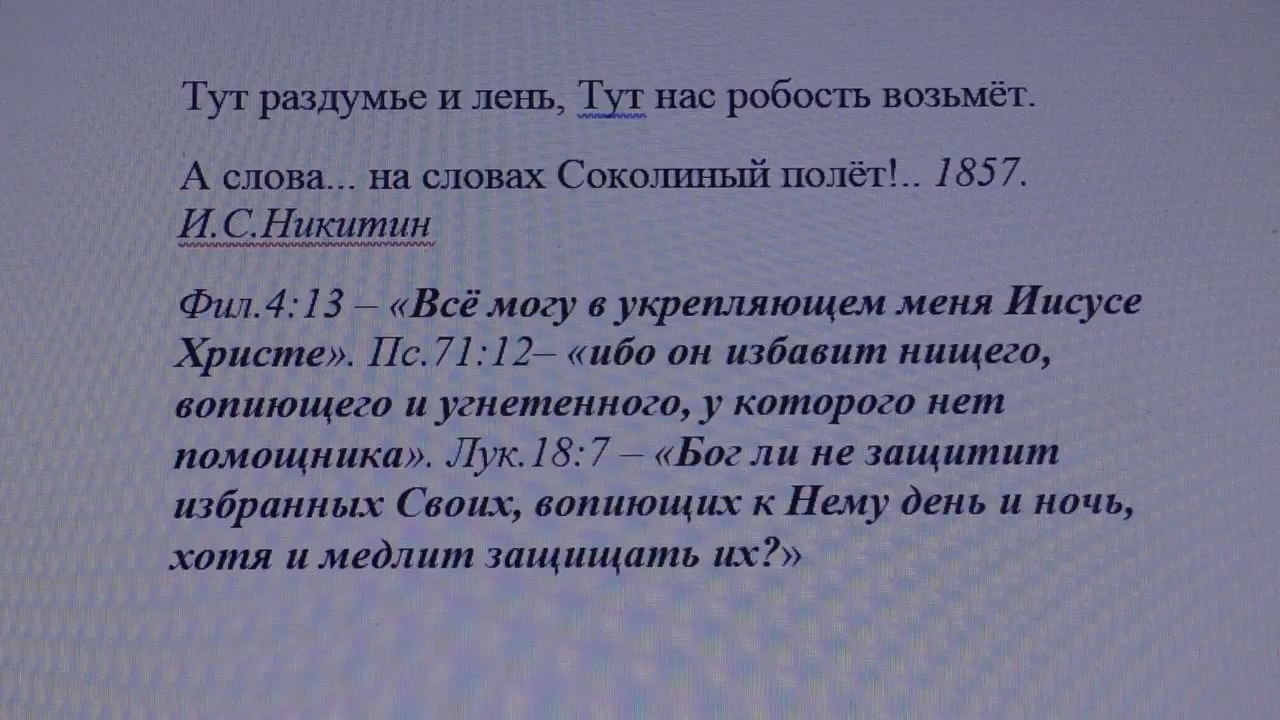 Тут раздумье и лень, Тут нас робость возьмёт.
А слова... на словах Соколиный полёт!.. 1857.
И.С.Никитин
Фил.4:13 – «Всё могу в укрепляющем меня Иисусе
Христе». Пс.71:12– «ибо он избавит нищего,
вопиющего и угнетенного, у которого нет
помощника». Лук.18:7 – «Бог ли не защитит
избранных Своих, вопиющих к Нему день и ночь,
хотя и медлит защищать их?»